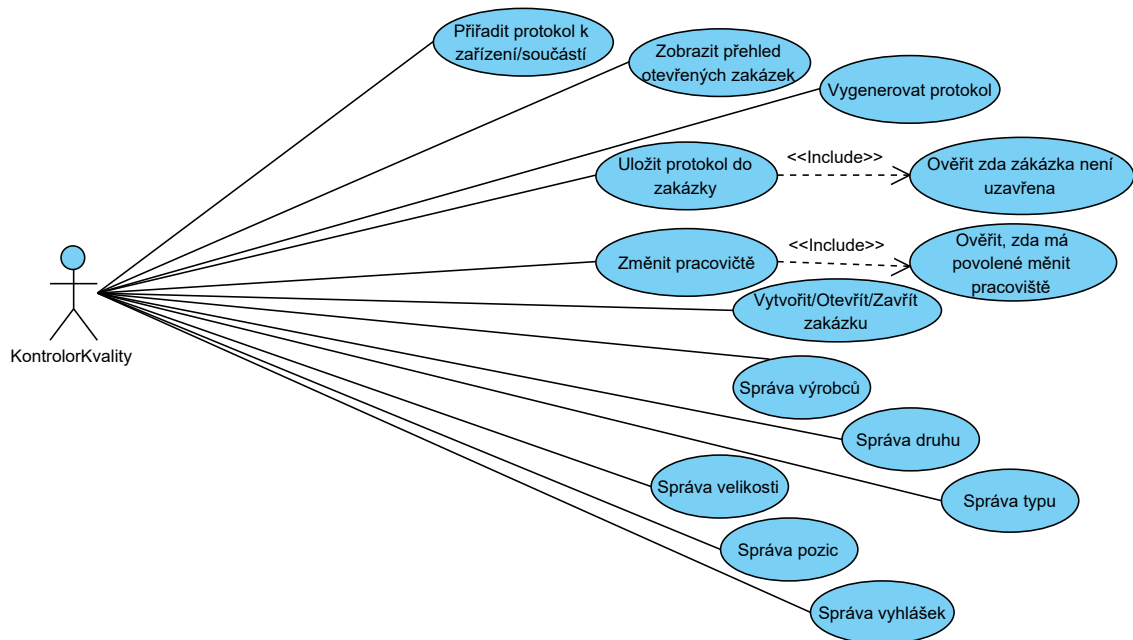 Přiřadit protokol k
zařízení/součástí
Zobrazit přehled
otevřených zakázek
Vygenerovat protokol
Uložit protokol do
zakázky
<<Include>>
Ověřit zda zákázka není
uzavřena
Změnit pracovičtě
<<Include>>
Ověřit, zda má
povolené měnit
pracoviště
Vytvořit/Otevřít/Zavřít
zakázku
KontrolorKvality
Správa výrobců
Správa druhu
Správa velikosti
Správa typu
Správa pozic
Správa vyhlášek